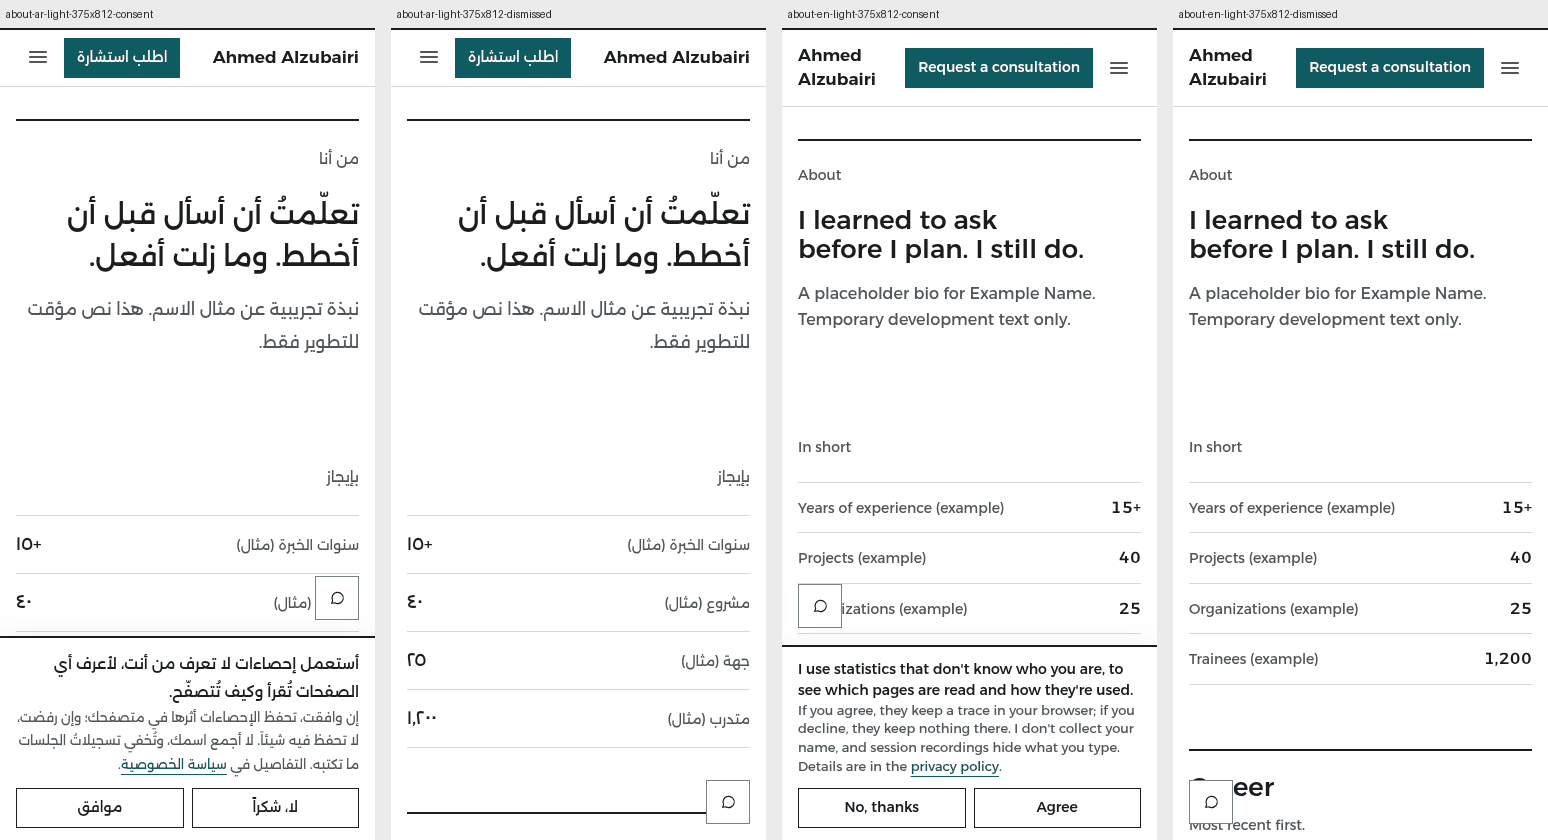 about-ar-light-375x812-consent
Ahmed Alzubairi
اطلب استشارة
من أنا
تعلّمتُ أن أسأل قبل أن
أخطط. وما زلت أفعل.
نبذة تجريبية عن مثال الاسم. هذا نص مؤقت
للتطوير فقط.
بإيجاز
سنوات الخبرة (مثال) +١٥
(مثال) ٤٠
أستعمل إحصاءات لا تعرف من أنت، لأعرف أي
الصفحات تُقرأ وكيف تُتصفّح.
إن وافقت، تحفظ الإحصاءات أثرها في متصفحك؛ وإن رفضت،
لا تحفظ فيه شيئاً. لا أجمع اسمك، وتُخفي تسجيلاتُ الجلسات
ما تكتبه. التفاصيل في سياسة الخصوصية.
لا، شكراً
موافق
about-ar-light-375x812-dismissed
Ahmed Alzubairi
اطلب استشارة
من أنا
تعلّمتُ أن أسأل قبل أن
أخطط. وما زلت أفعل.
نبذة تجريبية عن مثال الاسم. هذا نص مؤقت
للتطوير فقط.
بإيجاز
سنوات الخبرة (مثال) +١٥
مشروع (مثال) ٤٠
جهة (مثال) ٢٥
متدرب (مثال) ١٬٢٠٠
about-en-light-375x812-consent
Ahmed
Alzubairi
Request a consultation
About
I learned to ask
before I plan. I still do.
A placeholder bio for Example Name.
Temporary development text only.
In short
Years of experience (example) 15+
Projects (example) 40
izations (example) 25
I use statistics that don't know who you are, to
see which pages are read and how they're used.
If you agree, they keep a trace in your browser; if you
decline, they keep nothing there. I don't collect your
name, and session recordings hide what you type.
Details are in the privacy policy.
No, thanks
Agree
about-en-light-375x812-dismissed
Ahmed
Alzubairi
Request a consultation
About
I learned to ask
before I plan. I still do.
A placeholder bio for Example Name.
Temporary development text only.
In short
Years of experience (example) 15+
Projects (example) 40
Organizations (example) 25
Trainees (example) 1,200
eer
Most recent first.